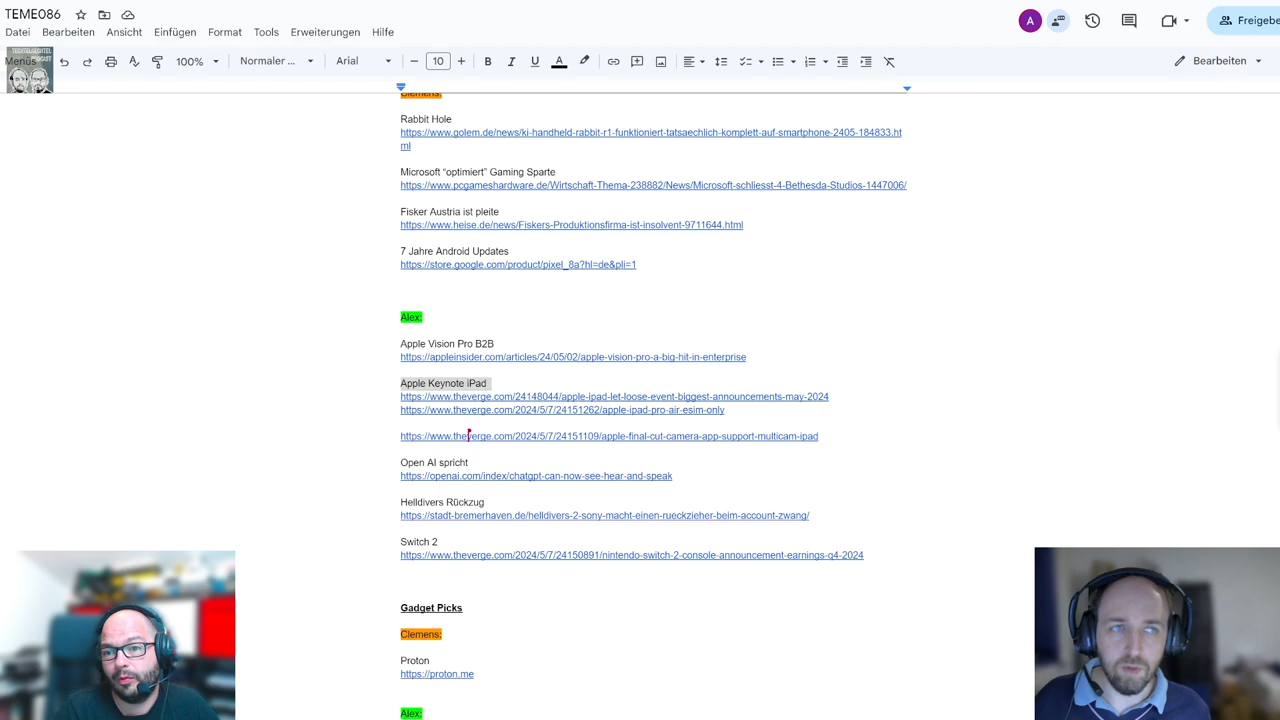 TEME086
Datei Bearbeiten Ansicht Einfügen Format Tools Erweiterungen Hilfe
A
Freigebe
Menüs
100% Normaler ... Arial 10 Bearbeiten
Clemens:
Rabbit Hole
https://www.golem.de/news/ki-handheld-rabbit-r1-funktioniert-tatsaechlich-komplett-auf-smartphone-2405-184833.ht
ml
Microsoft “optimiert” Gaming Sparte
https://www.pcgameshardware.de/Wirtschaft-Thema-238882/News/Microsoft-schliesst-4-Bethesda-Studios-1447006/
Fisker Austria ist pleite
https://www.heise.de/news/Fiskers-Produktionsfirma-ist-insolvent-9711644.html
7 Jahre Android Updates
https://store.google.com/product/pixel_8a?hl=de&pli=1
Alex:
Apple Vision Pro B2B
https://appleinsider.com/articles/24/05/02/apple-vision-pro-a-big-hit-in-enterprise
Apple Keynote iPad
https://www.theverge.com/24148044/apple-ipad-let-loose-event-biggest-announcements-may-2024
https://www.theverge.com/2024/5/7/24151262/apple-ipad-pro-air-esim-only
https://www.theverge.com/2024/5/7/24151109/apple-final-cut-camera-app-support-multicam-ipad
Open AI spricht
https://openai.com/index/chatgpt-can-now-see-hear-and-speak
Helldivers Rückzug
https://stadt-bremerhaven.de/helldivers-2-sony-macht-einen-rueckzieher-beim-account-zwang/
Switch 2
https://www.theverge.com/2024/5/7/24150891/nintendo-switch-2-console-announcement-earnings-q4-2024
Gadget Picks
Clemens:
Proton
https://proton.me
Alex: